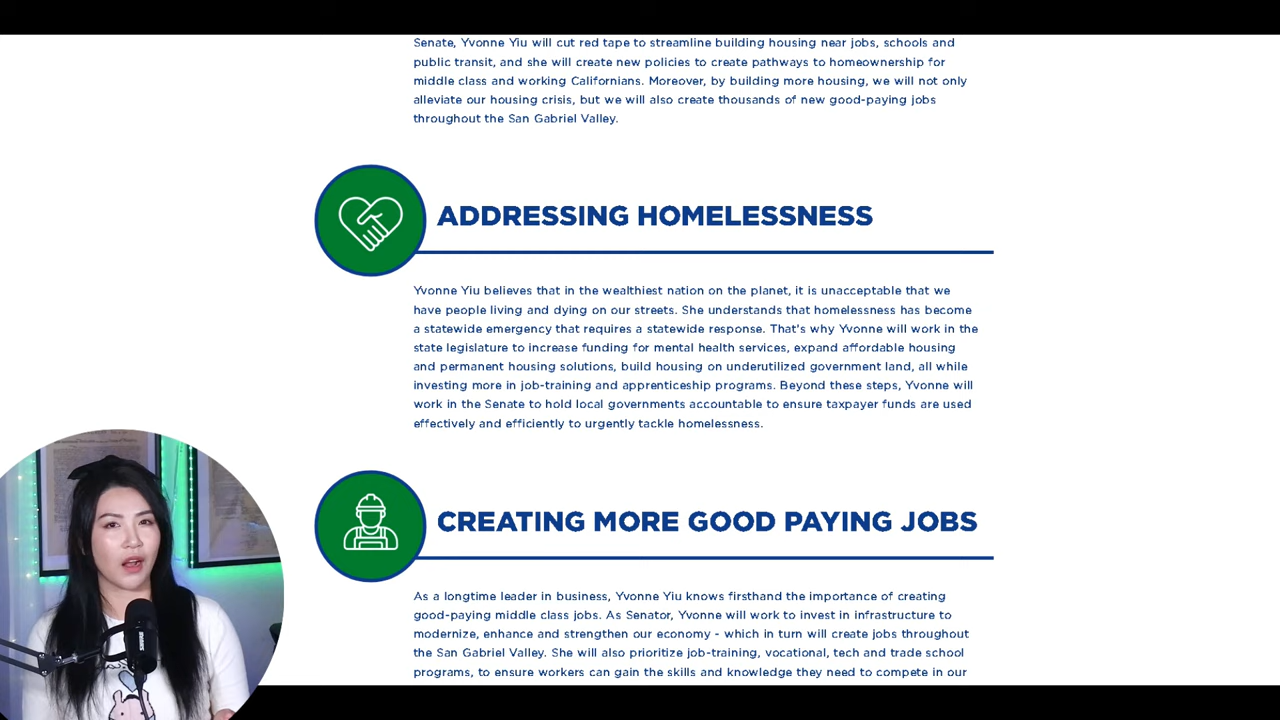 Senate, Yvonne Yiu will cut red tape to streamline building housing near jobs, schools and
public transit, and she will create new policies to create pathways to homeownership for
middle class and working Californians. Moreover, by building more housing, we will not only
alleviate our housing crisis, but we will also create thousands of new good-paying jobs
throughout the San Gabriel Valley.
ADDRESSING HOMELESSNESS
Yvonne Yiu believes that in the wealthiest nation on the planet, it is unacceptable that we
have people living and dying on our streets. She understands that homelessness has become
a statewide emergency that requires a statewide response. That's why Yvonne will work in the
state legislature to increase funding for mental health services, expand affordable housing
and permanent housing solutions, build housing on underutilized government land, all while
investing more in job-training and apprenticeship programs. Beyond these steps, Yvonne will
work in the Senate to hold local governments accountable to ensure taxpayer funds are used
effectively and efficiently to urgently tackle homelessness.
CREATING MORE GOOD PAYING JOBS
As a longtime leader in business, Yvonne Yiu knows firsthand the importance of creating
good-paying middle class jobs. As Senator, Yvonne will work to invest in infrastructure to
modernize, enhance and strengthen our economy - which in turn will create jobs throughout
the San Gabriel Valley. She will also prioritize job-training, vocational, tech and trade school
programs, to ensure workers can gain the skills and knowledge they need to compete in our
SHURE